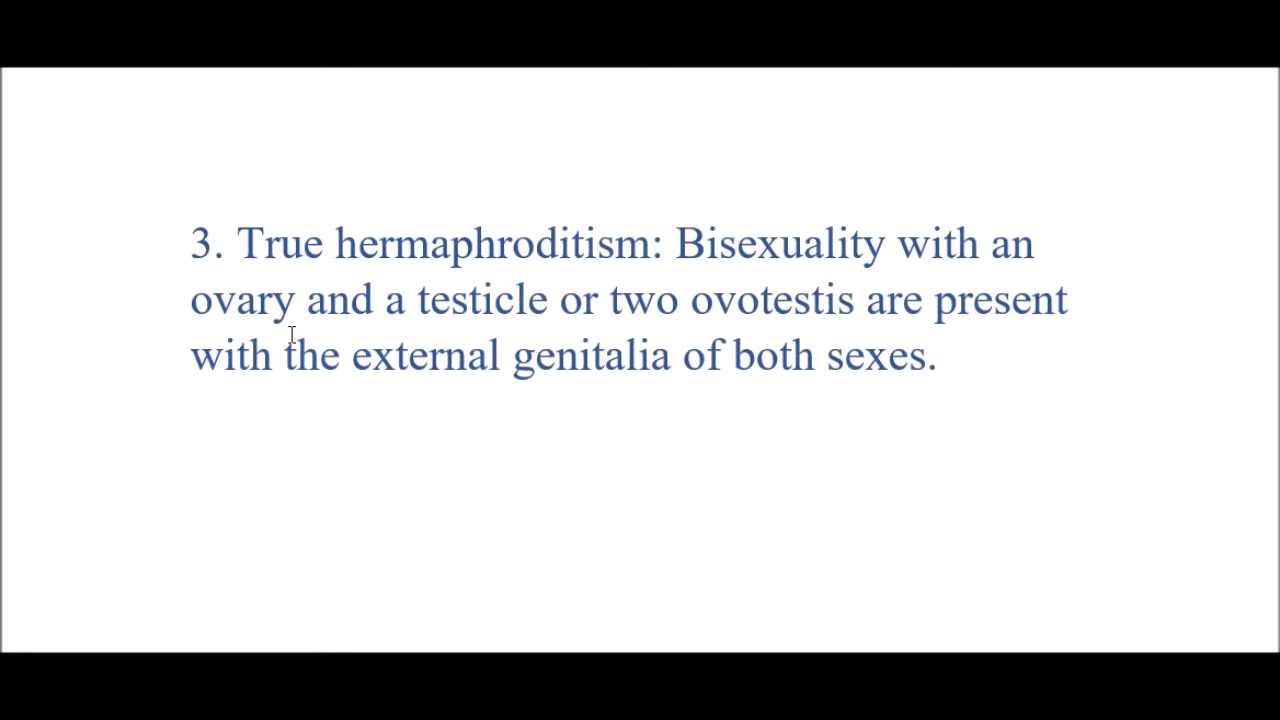 3. True hermaphroditism: Bisexuality with an
ovary and a testicle or two ovotestis are present
with the external genitalia of both sexes.